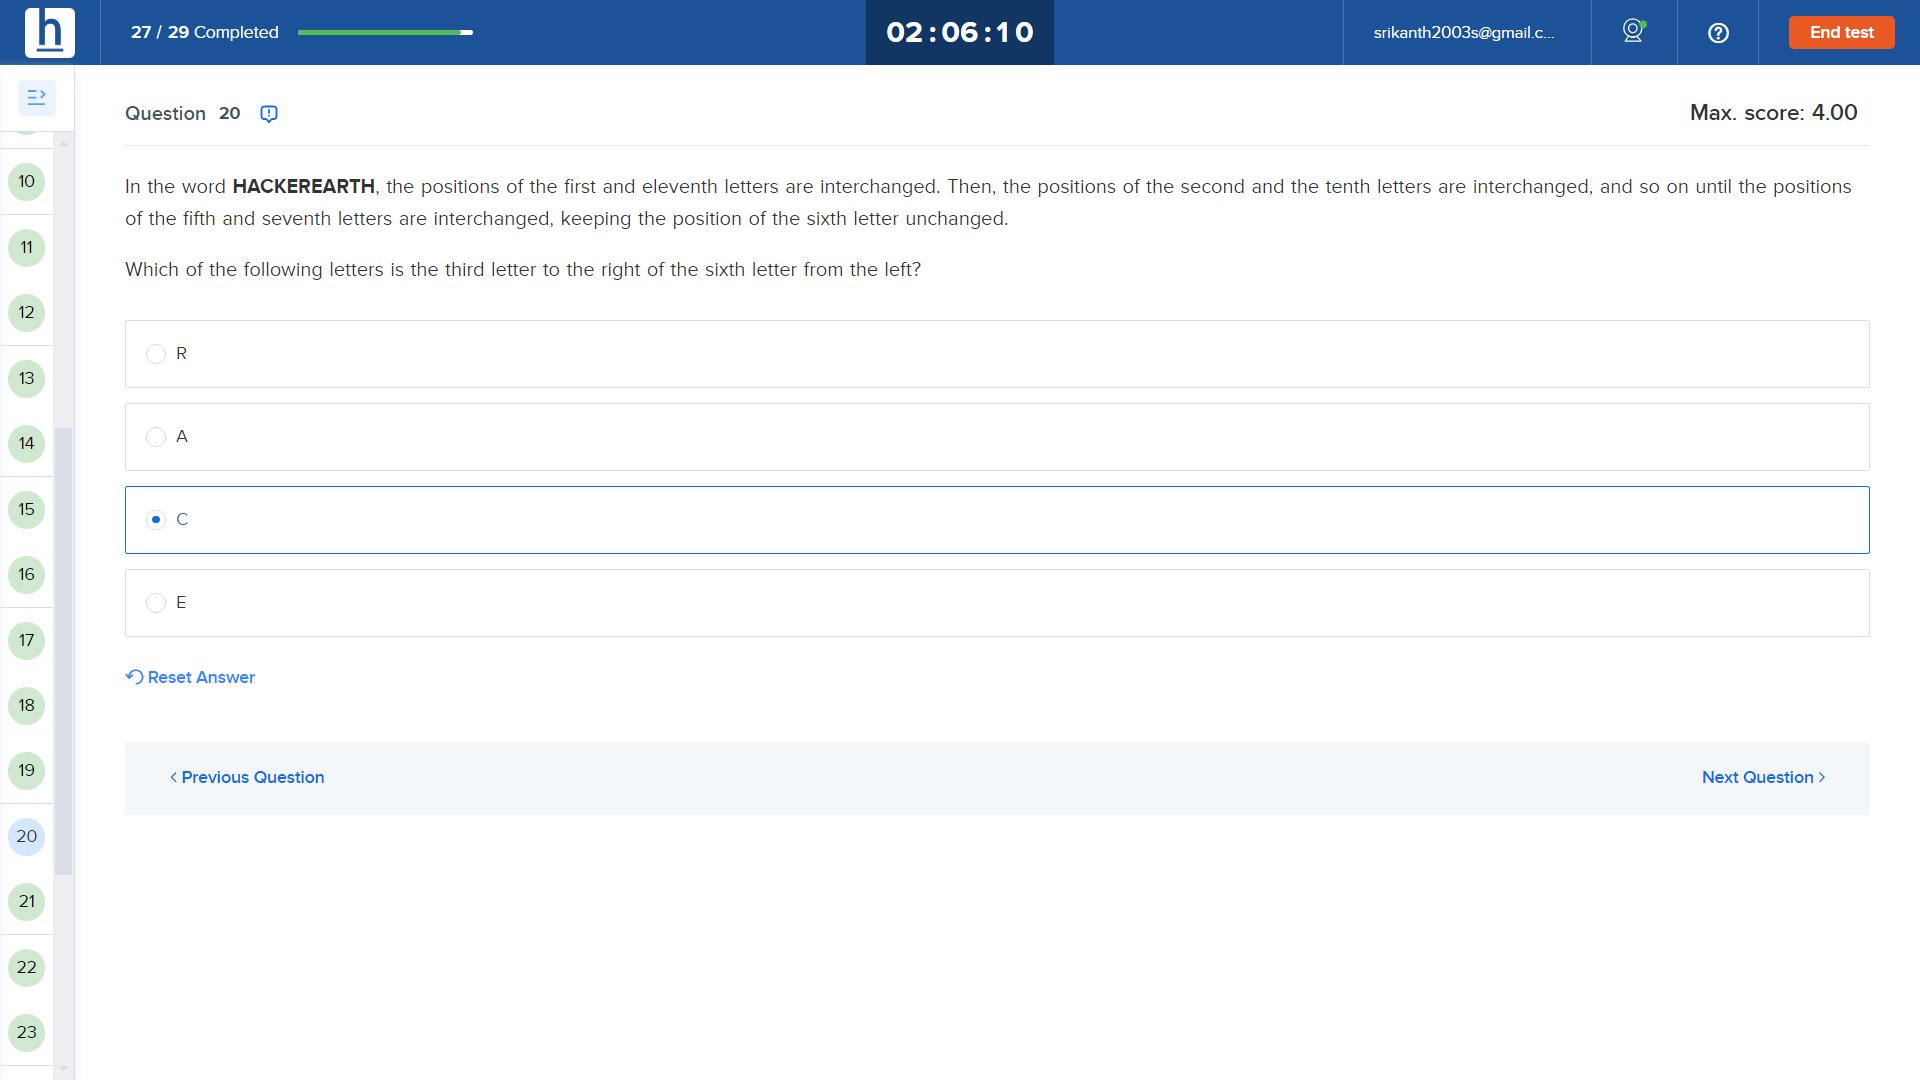 h
27 / 29 Completed
02 : 06 : 10
srikanth2003s@gmail.c...
End test
Question 20
Max. score: 4.00
In the word HACKEREARTH, the positions of the first and eleventh letters are interchanged. Then, the positions of the second and the tenth letters are interchanged, and so on until the positions
of the fifth and seventh letters are interchanged, keeping the position of the sixth letter unchanged.
Which of the following letters is the third letter to the right of the sixth letter from the left?
R
A
C
E
Reset Answer
Previous Question
Next Question
10
11
12
13
14
15
16
17
18
19
20
21
22
23